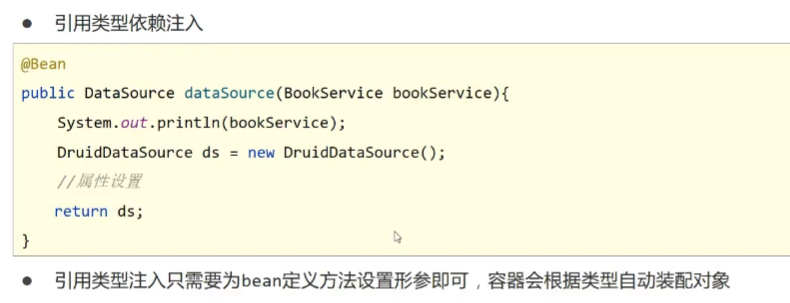 ● 引用类型依赖注入
@Bean
public DataSource dataSource(BookService bookService){
System.out.println(bookService);
DruidDataSource ds = new DruidDataSource();
//属性设置
return ds;
}
● 引用类型注入只需要为bean定义方法设置形参即可，容器会根据类型自动装配对象